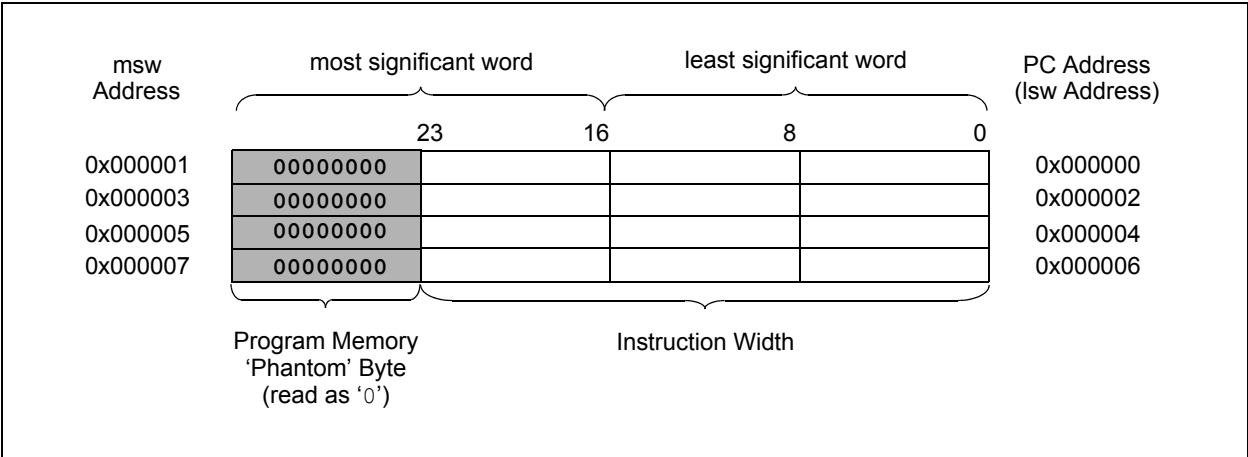 msw
Address
most significant word
least significant word
PC Address
(lsw Address)
23
16
8
0
0x000001
00000000
0x000000
0x000003
00000000
0x000002
0x000005
00000000
0x000004
0x000007
00000000
0x000006
Program Memory
‘Phantom’ Byte
(read as ‘0’)
Instruction Width